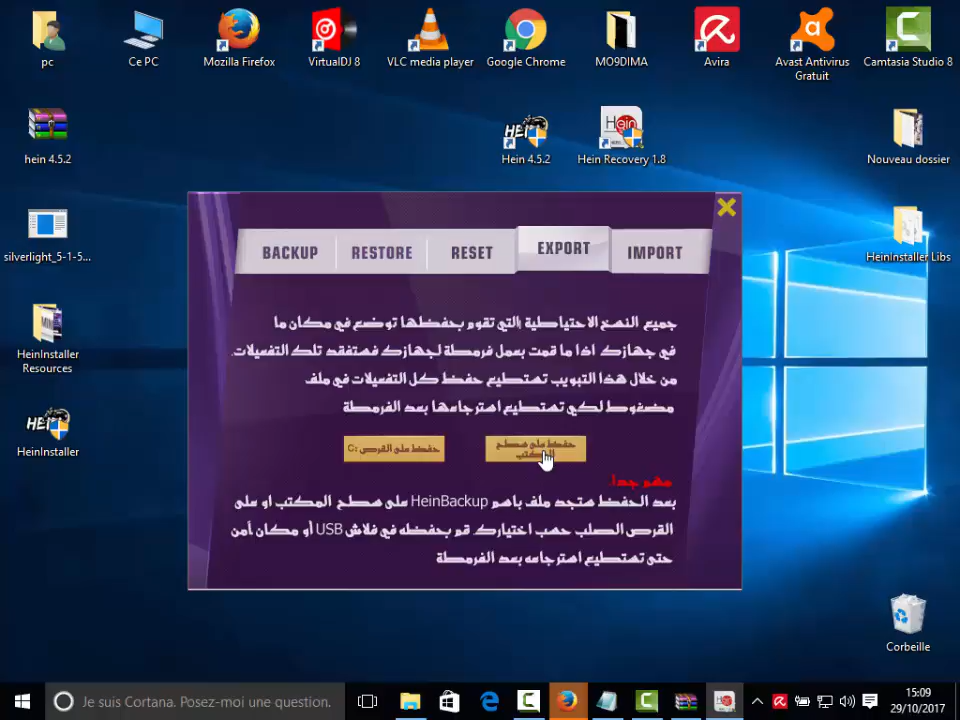 pc
Ce PC
Mozilla Firefox
VirtualDJ 8
VLC media player
Google Chrome
MO9DIMA
Avira
Avast Antivirus
Gratuit
Camtasia Studio 8
hein 4.5.2
Hein 4.5.2
Hein Recovery 1.8
Nouveau dossier
silverlight_5-1-5...
HeinInstaller Libs
HeinInstaller
Resources
HeinInstaller
BACKUP
RESTORE
RESET
EXPORT
IMPORT
جميع النسخ الاحتياطية التي تقوم بحفظها توضع في مكان ما
في جهازك اذا ما قمت بعمل فرمطة لجهازك فستفقد تلك التفعيلات.
من خلال هذا التبويب تستطيع حفظ كل التفعيلات في ملف
مضغوط لكي تستطيع استرجاعها بعد الفرمطة
حفظ على القرص G:
حفظ على سطح
المكتب
مهم جدا.
بعد الحفظ ستجد ملف باسم HeinBackup على سطح المكتب او على
القرص الصلب حسب اختيارك قم بحفظه في فلاش USB أو مكان أمن
حتى تستطيع استرجاعه بعد الفرمطة
Corbeille
Je suis Cortana. Posez-moi une question.
15:09
29/10/2017